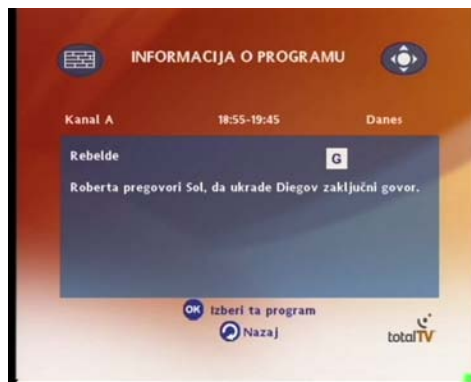 INFORMACIJA O PROGRAMU
Kanal A 18:55-19:45 Danes
Rebelde G
Roberta pregovori Sol, da ukrade Diegov zaključni govor.
OK Izberi ta program
Nazaj
totalTV